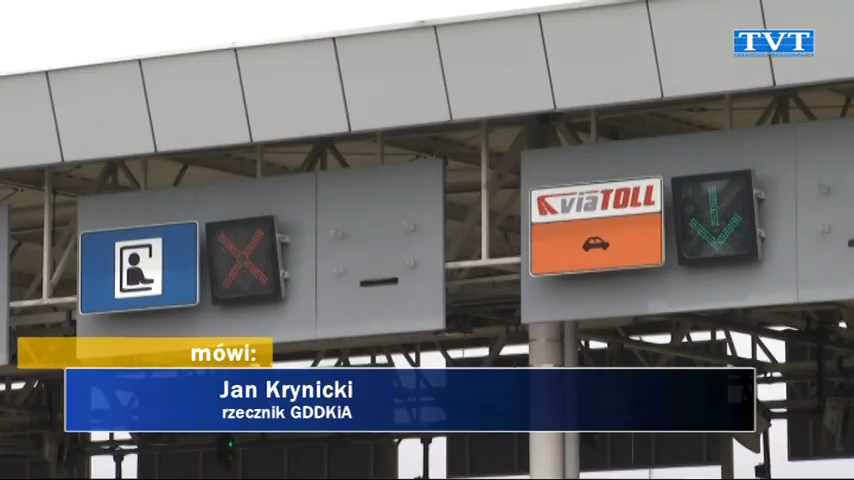 TVT
viaTOLL
mówi:
Jan Krynicki
rzecznik GDDKiA